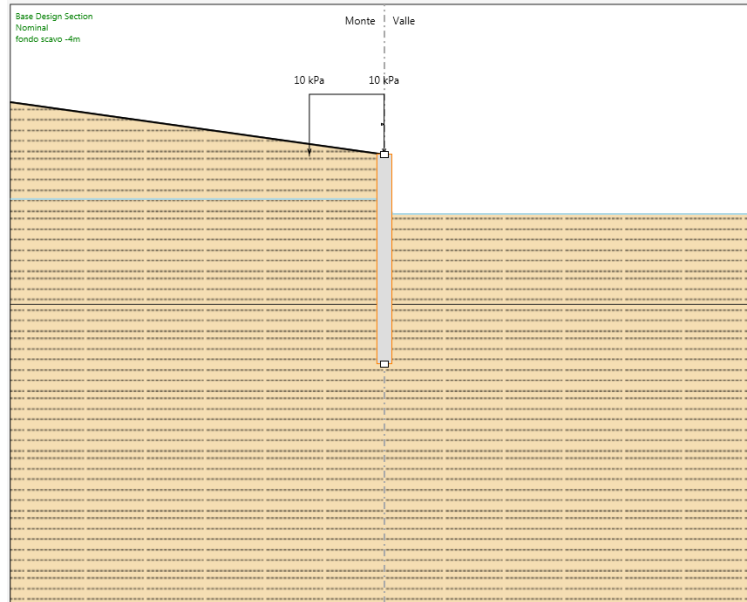 Base Design Section
Nominal
fondo scavo -4m
Monte
Valle
10 kPa
10 kPa